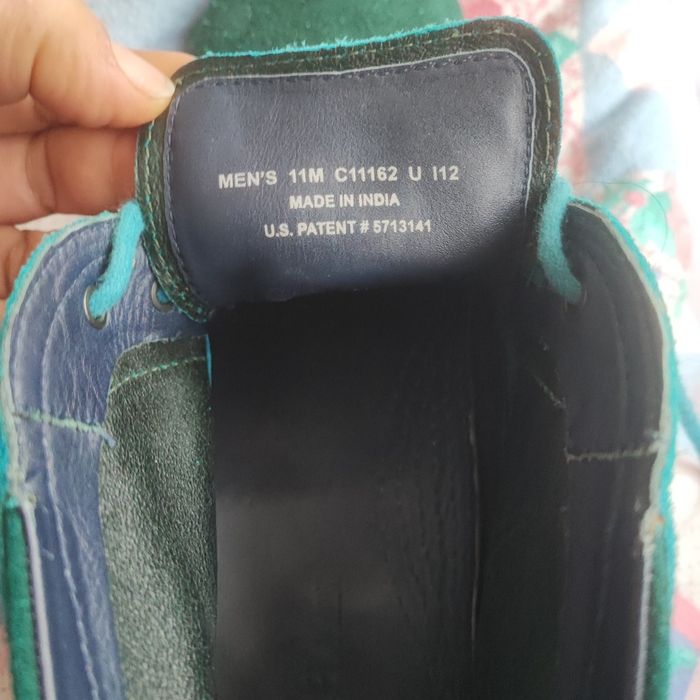 MEN'S 11M C11162 U I12
MADE IN INDIA
U.S. PATENT # 5713141